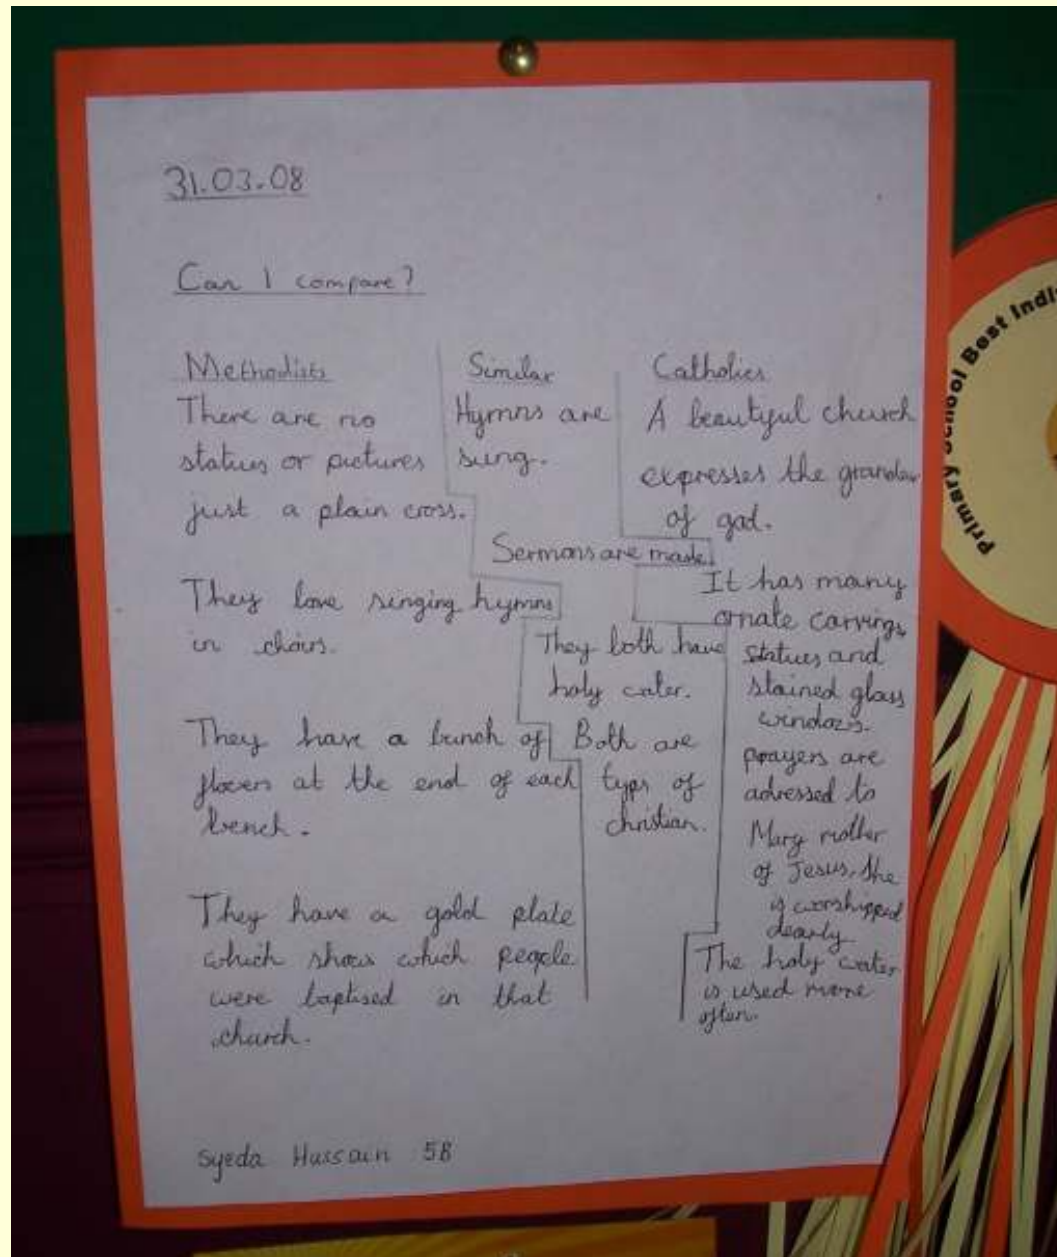 31.03.08
Can I compare?
Methodists
There are no
statues or pictures
just a plain cross.
They love singing hymns
in choirs.
They have a bunch of
flowers at the end of each
bench.
They have a gold plate
which shows which people
were baptised in that
church.
Similar
Hymns are
sung.
Sermons are made
They both have
holy water.
Both are
typs of
christian.
Catholics
A beautyful church
expresses the grandeur
of god.
It has many
ornate carvings,
statues and
stained glass
windows.
prayers are
adressed to
Mary mother
of Jesus. She
is worshipped
dearly.
The holy water
is used more
often.
Syeda Hussain 5B
Primary School Best Indi